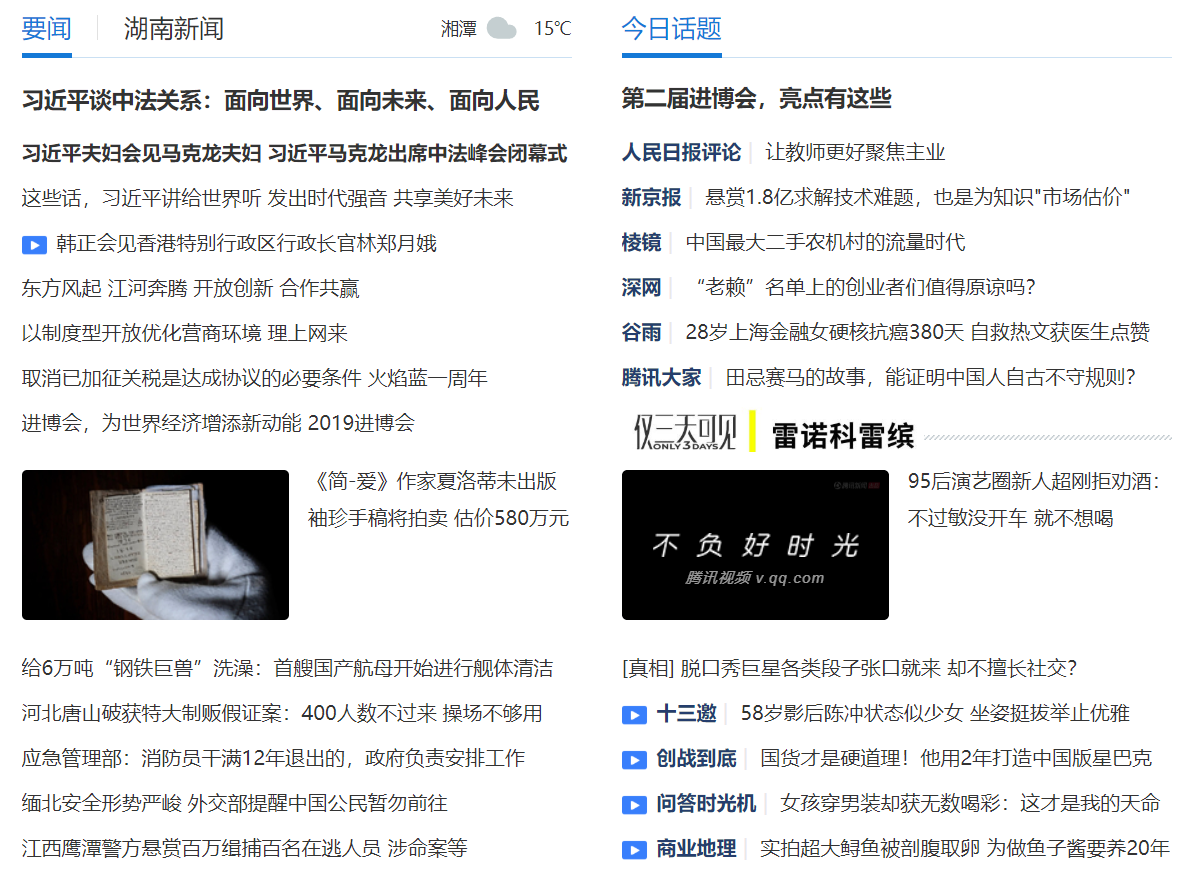 要闻
湖南新闻
湘潭 15℃
习近平谈中法关系：面向世界、面向未来、面向人民
习近平夫妇会见马克龙夫妇 习近平马克龙出席中法峰会闭幕式
这些话，习近平讲给世界听 发出时代强音 共享美好未来
韩正会见香港特别行政区行政长官林郑月娥
东方风起 江河奔腾 开放创新 合作共赢
以制度型开放优化营商环境 理上网来
取消已加征关税是达成协议的必要条件 火焰蓝一周年
进博会，为世界经济增添新动能 2019进博会
《简-爱》作家夏洛蒂未出版
袖珍手稿将拍卖 估价580万元
给6万吨“钢铁巨兽”洗澡：首艘国产航母开始进行舰体清洁
河北唐山破获特大制贩假证案：400人数不过来 操场不够用
应急管理部：消防员干满12年退出的，政府负责安排工作
缅北安全形势严峻 外交部提醒中国公民暂勿前往
江西鹰潭警方悬赏百万缉捕百名在逃人员 涉命案等
今日话题
第二届进博会，亮点有这些
人民日报评论 让教师更好聚焦主业
新京报 悬赏1.8亿求解技术难题，也是为知识"市场估价"
棱镜 中国最大二手农机村的流量时代
深网 “老赖”名单上的创业者们值得原谅吗？
谷雨 28岁上海金融女硬核抗癌380天 自救热文获医生点赞
腾讯大家 田忌赛马的故事，能证明中国人自古不守规则？
仅三天可见 雷诺科雷缤
ONLY 3 DAYS
不负好时光
腾讯视频 v.qq.com
95后演艺圈新人超刚拒劝酒：
不过敏没开车 就不想喝
[真相] 脱口秀巨星各类段子张口就来 却不擅长社交？
十三邀 58岁影后陈冲状态似少女 坐姿挺拔举止优雅
创战到底 国货才是硬道理！他用2年打造中国版星巴克
问答时光机 女孩穿男装却获无数喝彩：这才是我的天命
商业地理 实拍超大鲟鱼被剖腹取卵 为做鱼子酱要养20年